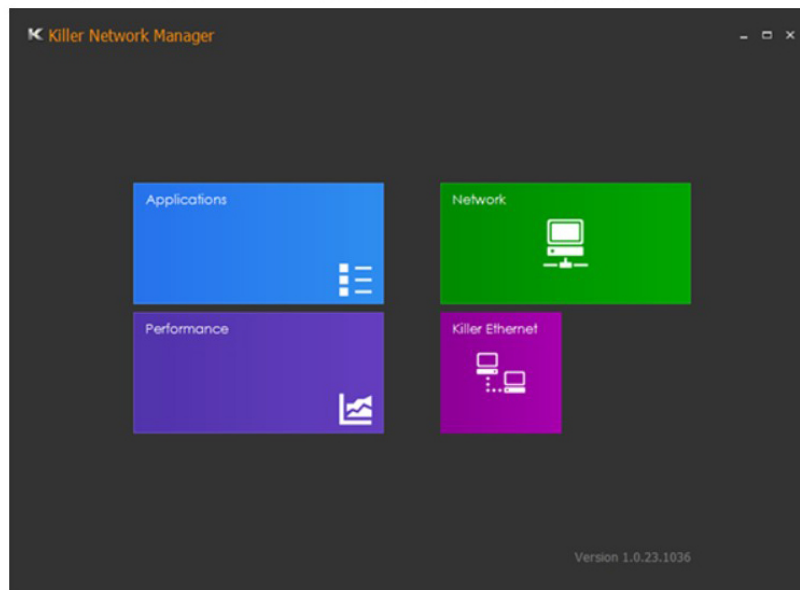 Killer Network Manager
Applications
Network
Performance
Killer Ethernet
Version 1.0.23.1036